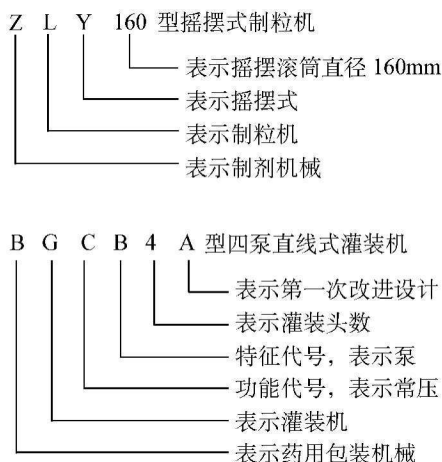 Z L Y 160 型摇摆式制粒机
表示摇摆滚筒直径 160mm
表示摇摆式
表示制粒机
表示制剂机械
B G C B 4 A 型四泵直线式灌装机
表示第一次改进设计
表示灌装头数
特征代号，表示泵
功能代号，表示常压
表示灌装机
表示药用包装机械